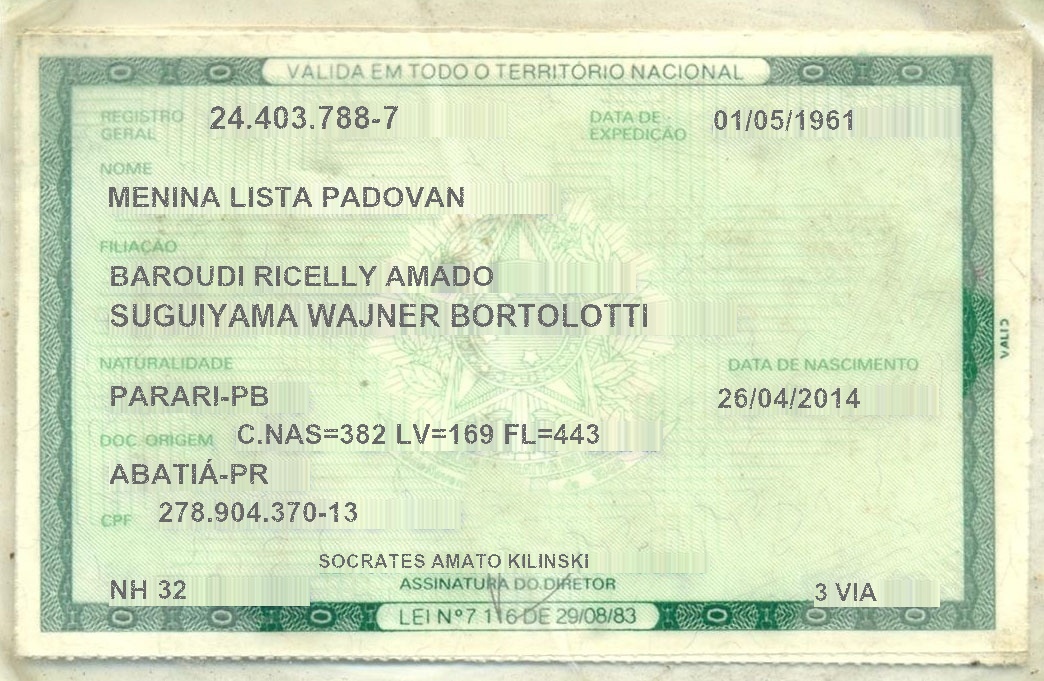 VÁLIDA EM TODO O TERRITÓRIO NACIONAL
REGISTRO GERAL 24.403.788-7 DATA DE EXPEDIÇÃO 01/05/1961
NOME
MENINA LISTA PADOVAN
FILIAÇÃO
BAROUDI RICELLY AMADO
SUGUIYAMA WAJNER BORTOLOTTI
NATURALIDADE DATA DE NASCIMENTO
PARARI-PB 26/04/2014
DOC. ORIGEM C.NAS=382 LV=169 FL=443
ABATIÁ-PR
CPF 278.904.370-13
SOCRATES AMATO KILINSKI
NH 32 ASSINATURA DO DIRETOR 3 VIA
LEI Nº 7.116 DE 29/08/83
VALID